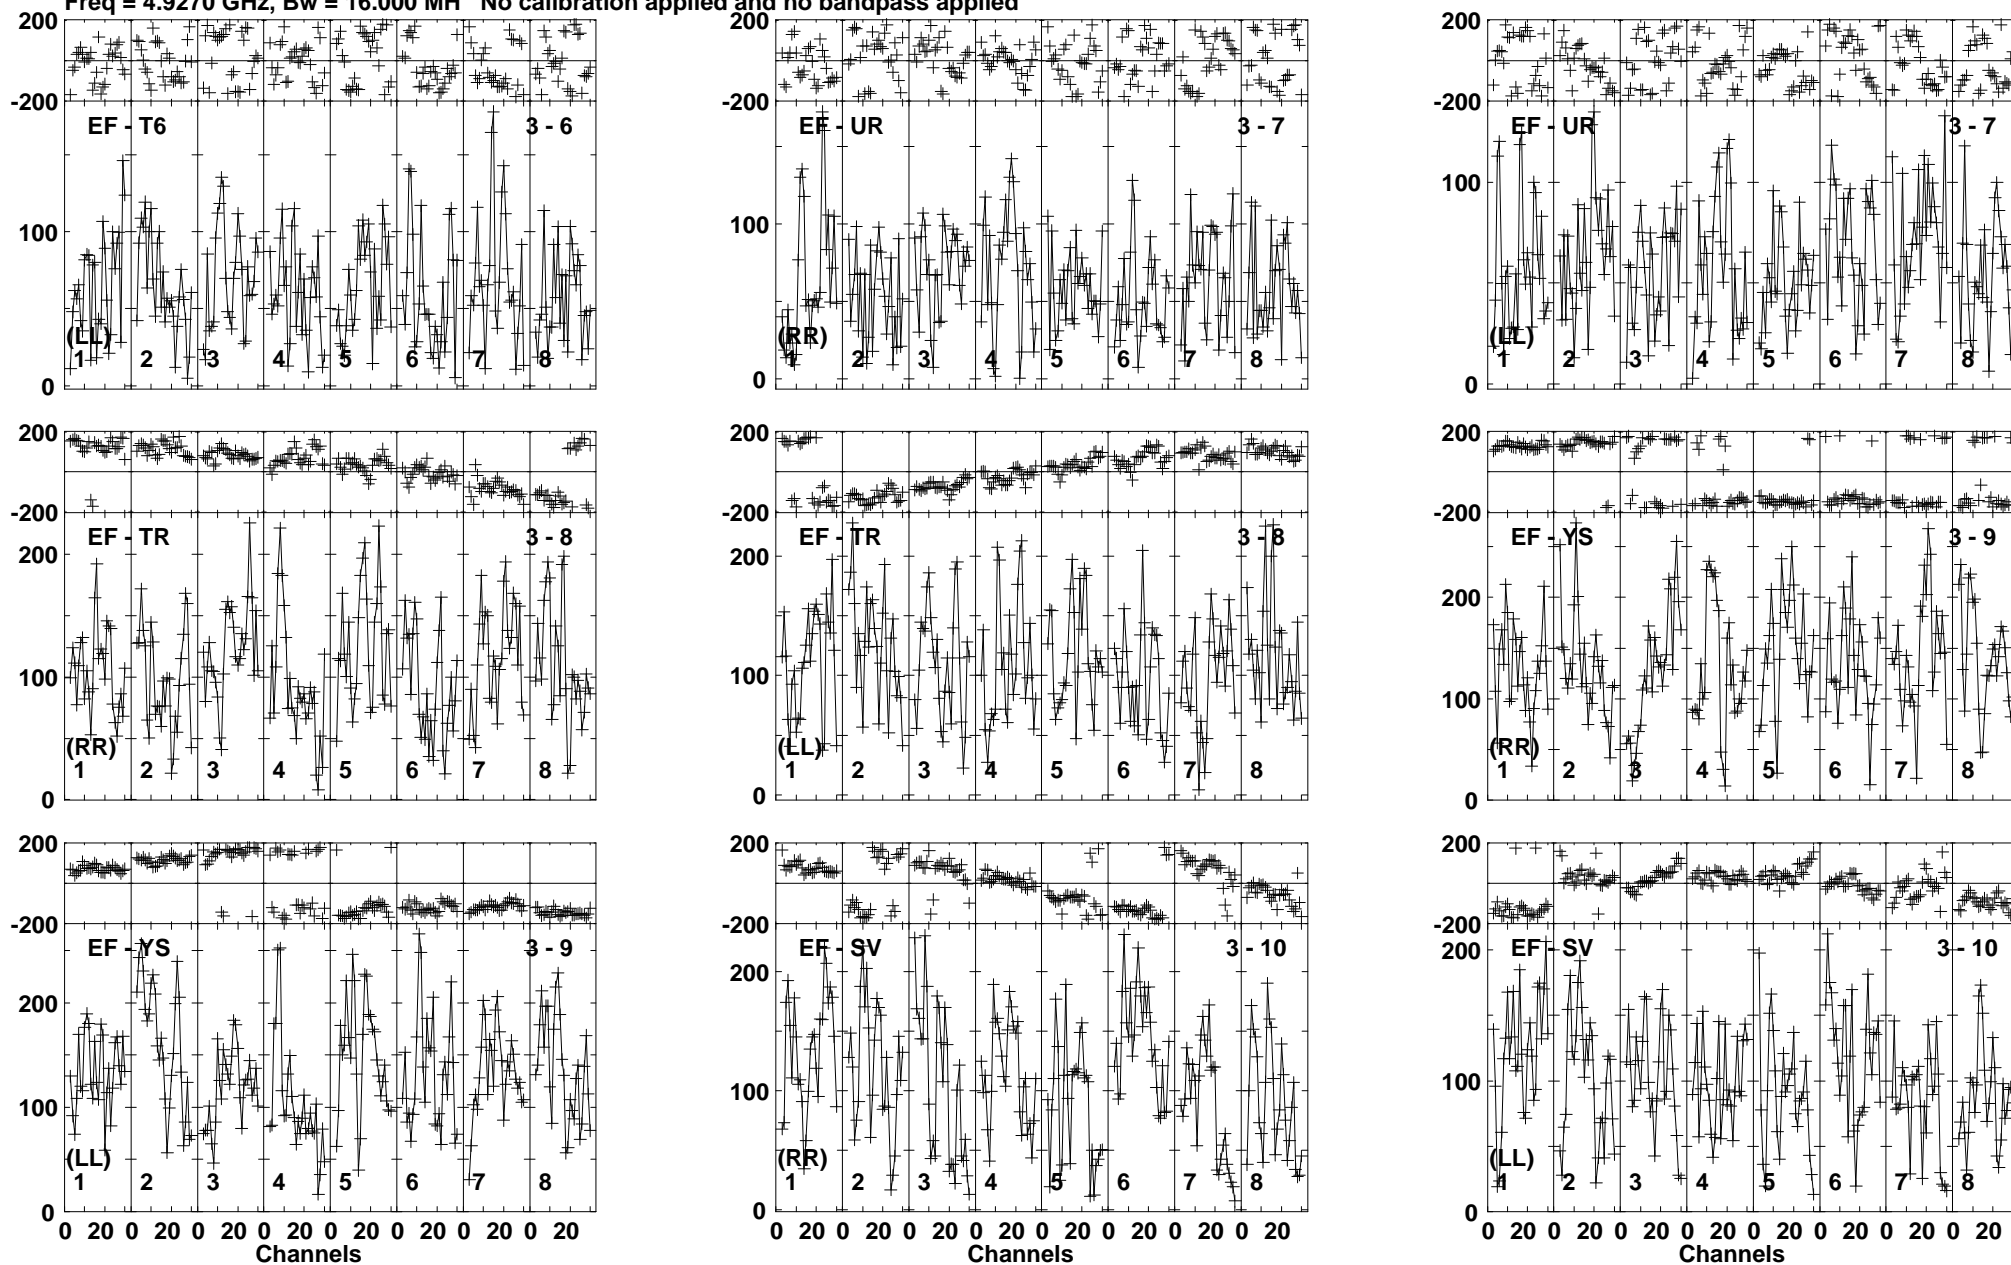 Freq = 4.9270 GHz, Bw = 16.000 MH No calibration applied and no bandpass applied
200 200 200
-200 -200 -200
EF - T6 3 - 6 EF - UR 3 - 7 EF - UR 3 - 7
100 100 100
(LL) (RR) (LL)
1 2 3 4 5 6 7 8 1 2 3 4 5 6 7 8 1 2 3 4 5 6 7 8
0 0 0
200 200 200
-200 -200 -200
EF - TR 3 - 8 EF - TR 3 - 8 EF - YS 3 - 9
200 200 200
100 100 100
(RR) (LL) (RR)
1 2 3 4 5 6 7 8 1 2 3 4 5 6 7 8 1 2 3 4 5 6 7 8
0 0 0
200 200 200
-200 -200 -200
EF - YS 3 - 9 EF - SV 3 - 10 EF - SV 3 - 10
200 200 200
100 100 100
(LL) (RR) (LL)
1 2 3 4 5 6 7 8 1 2 3 4 5 6 7 8 1 2 3 4 5 6 7 8
0 0 0
0 20 0 20 0 20 0 20 0 20 0 20 0 20 0 20 0 20 0 20 0 20 0 20 0 20 0 20 0 20 0 20 0 20 0 20 0 20 0 20 0 20 0 20 0 20 0 20
Channels Channels Channels